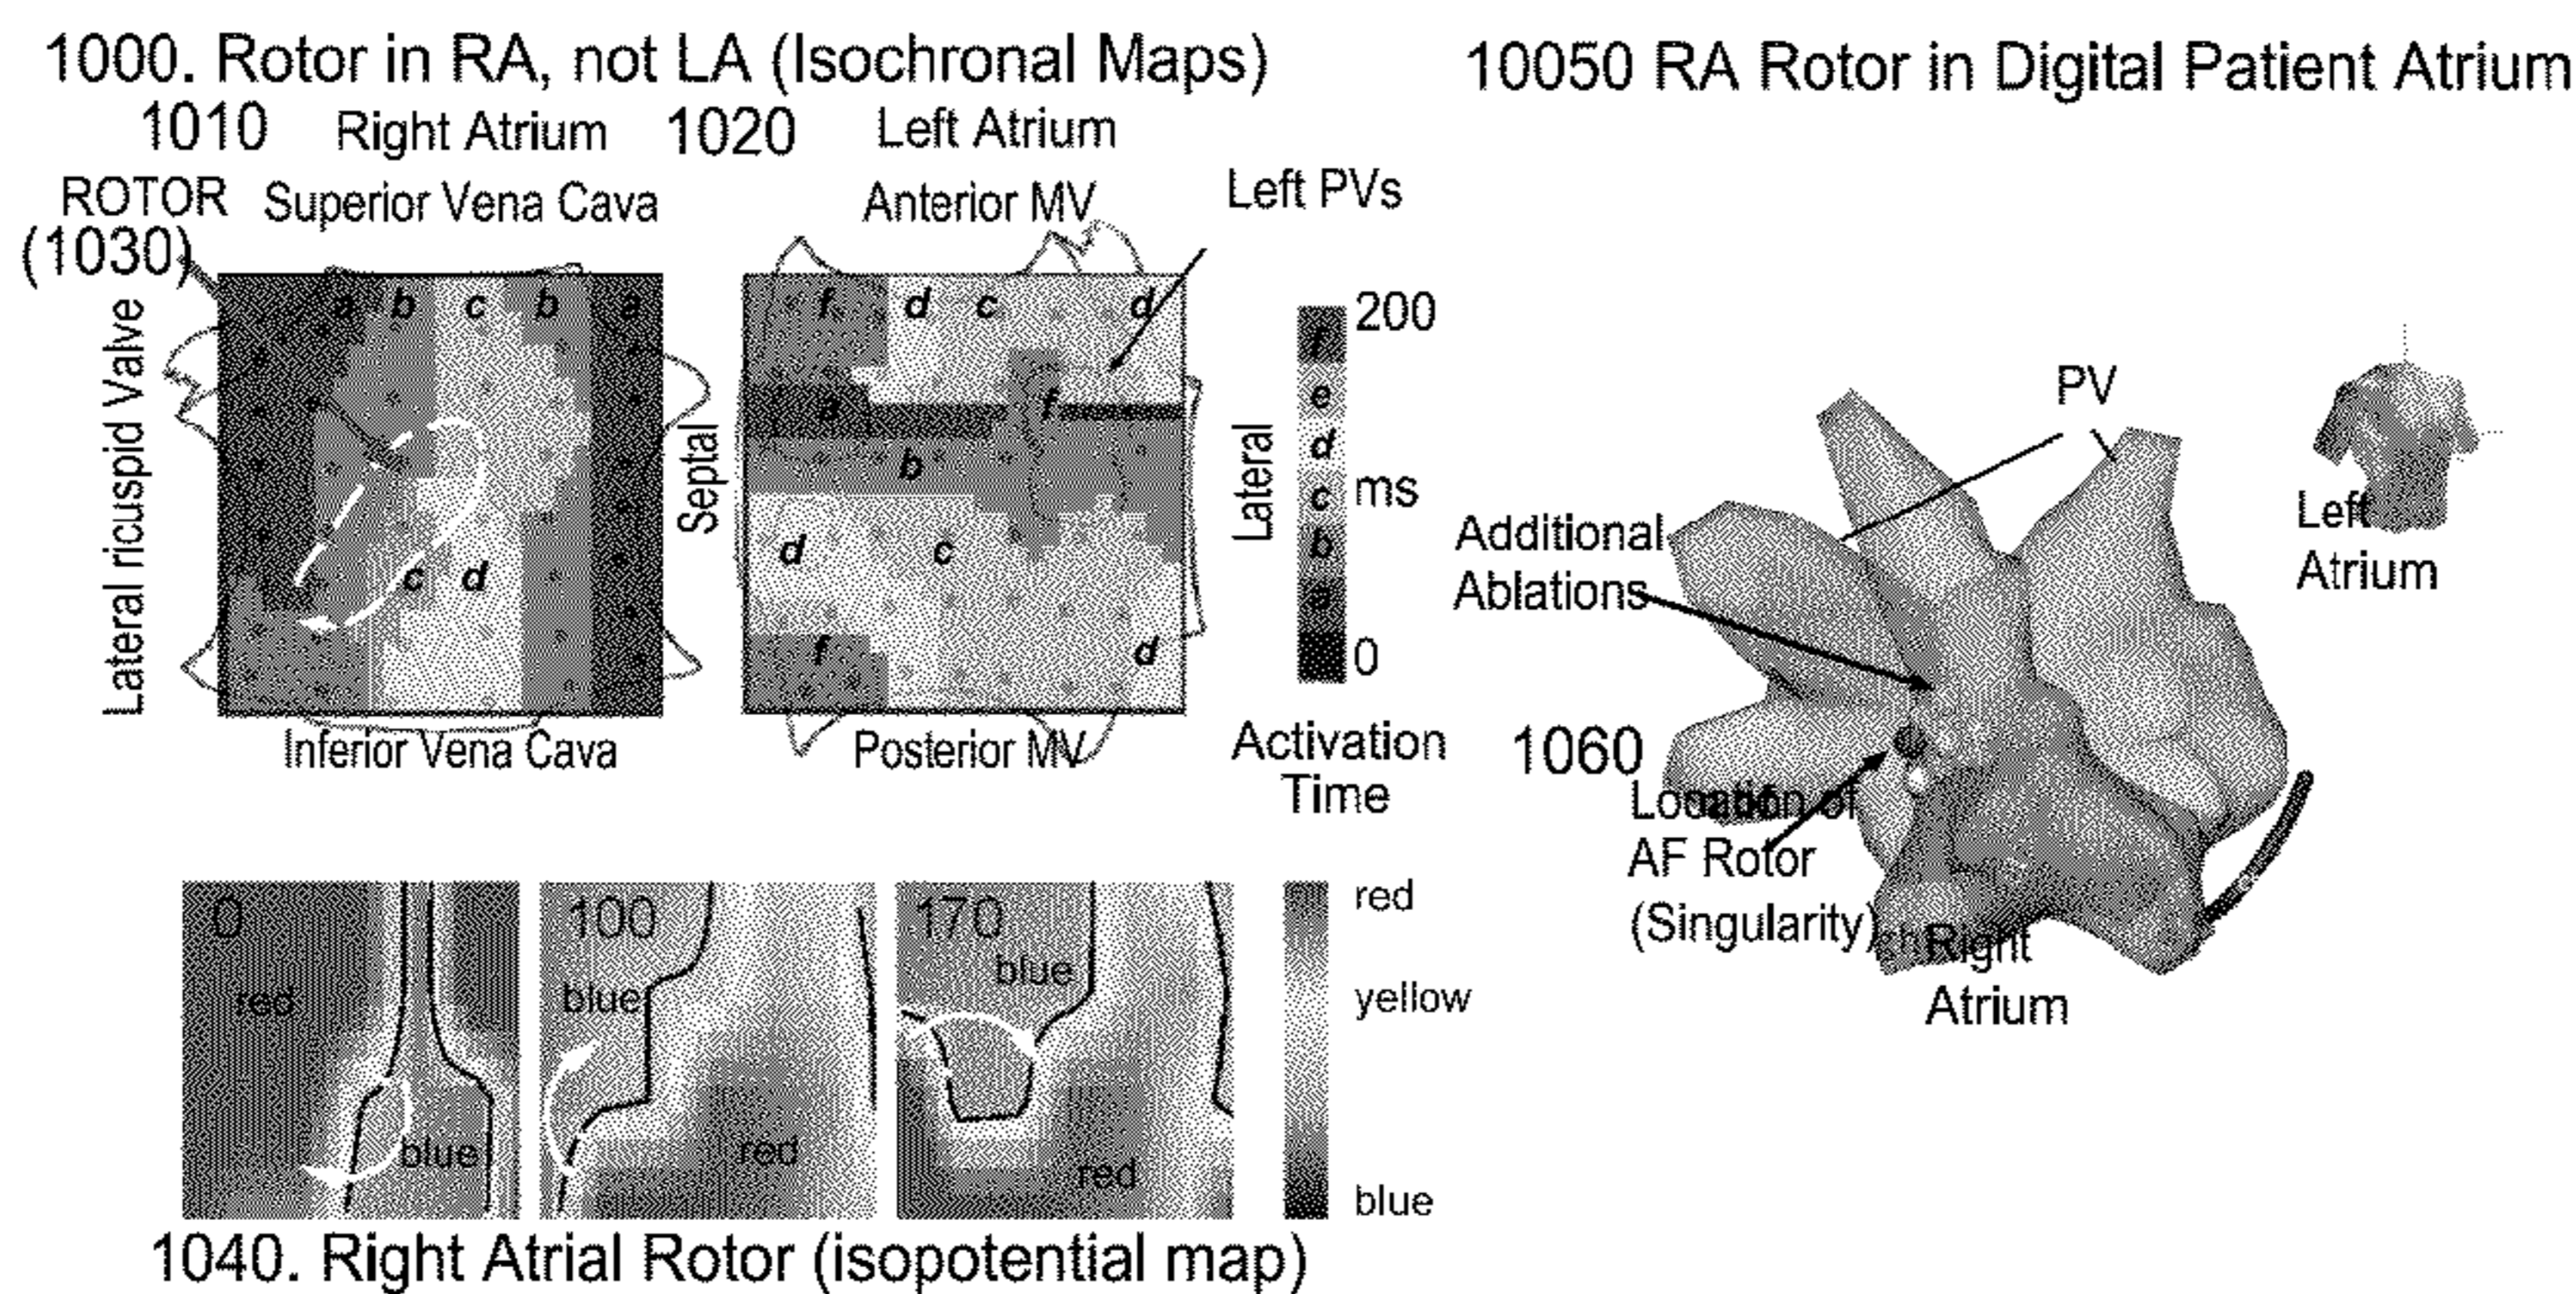 1000. Rotor in RA, not LA (Isochronal Maps)
10050 RA Rotor in Digital Patient Atrium
1010 Right Atrium 1020 Left Atrium
ROTOR
(1030)
Superior Vena Cava
Anterior MV
Left PVs
Lateral ricuspid Valve
a b c b a
c d
Septal
f d c d
a f
b
d c
f d
Lateral
200
f
e
d
c ms
b
a
0
Inferior Vena Cava
Posterior MV
Activation
Time
PV
Additional
Ablations
Left
Atrium
1060
Location of
AF Rotor
(Singularity)
Right
Atrium
0
red
blue
100
blue
red
170
blue
red
red
yellow
blue
1040. Right Atrial Rotor (isopotential map)